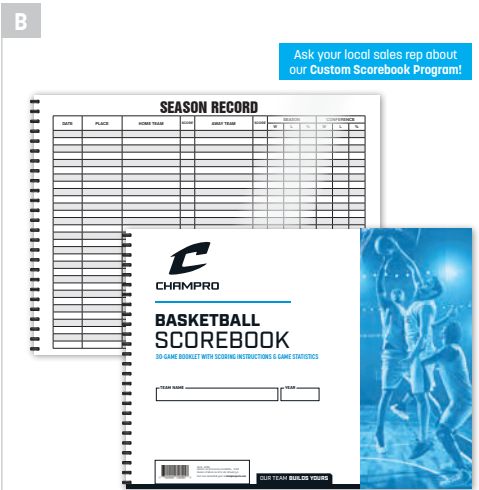 B
Ask your local sales rep about
our Custom Scorebook Program!
SEASON RECORD
DATE PLACE HOME TEAM SCORE AWAY TEAM SCORE SEASON CONFERENCE
W L % W L %
C
CHAMPRO
BASKETBALL
SCOREBOOK
30-GAME BOOKLET WITH SCORING INSTRUCTIONS & GAME STATISTICS
TEAM NAME YEAR
OUR TEAM BUILDS YOURS